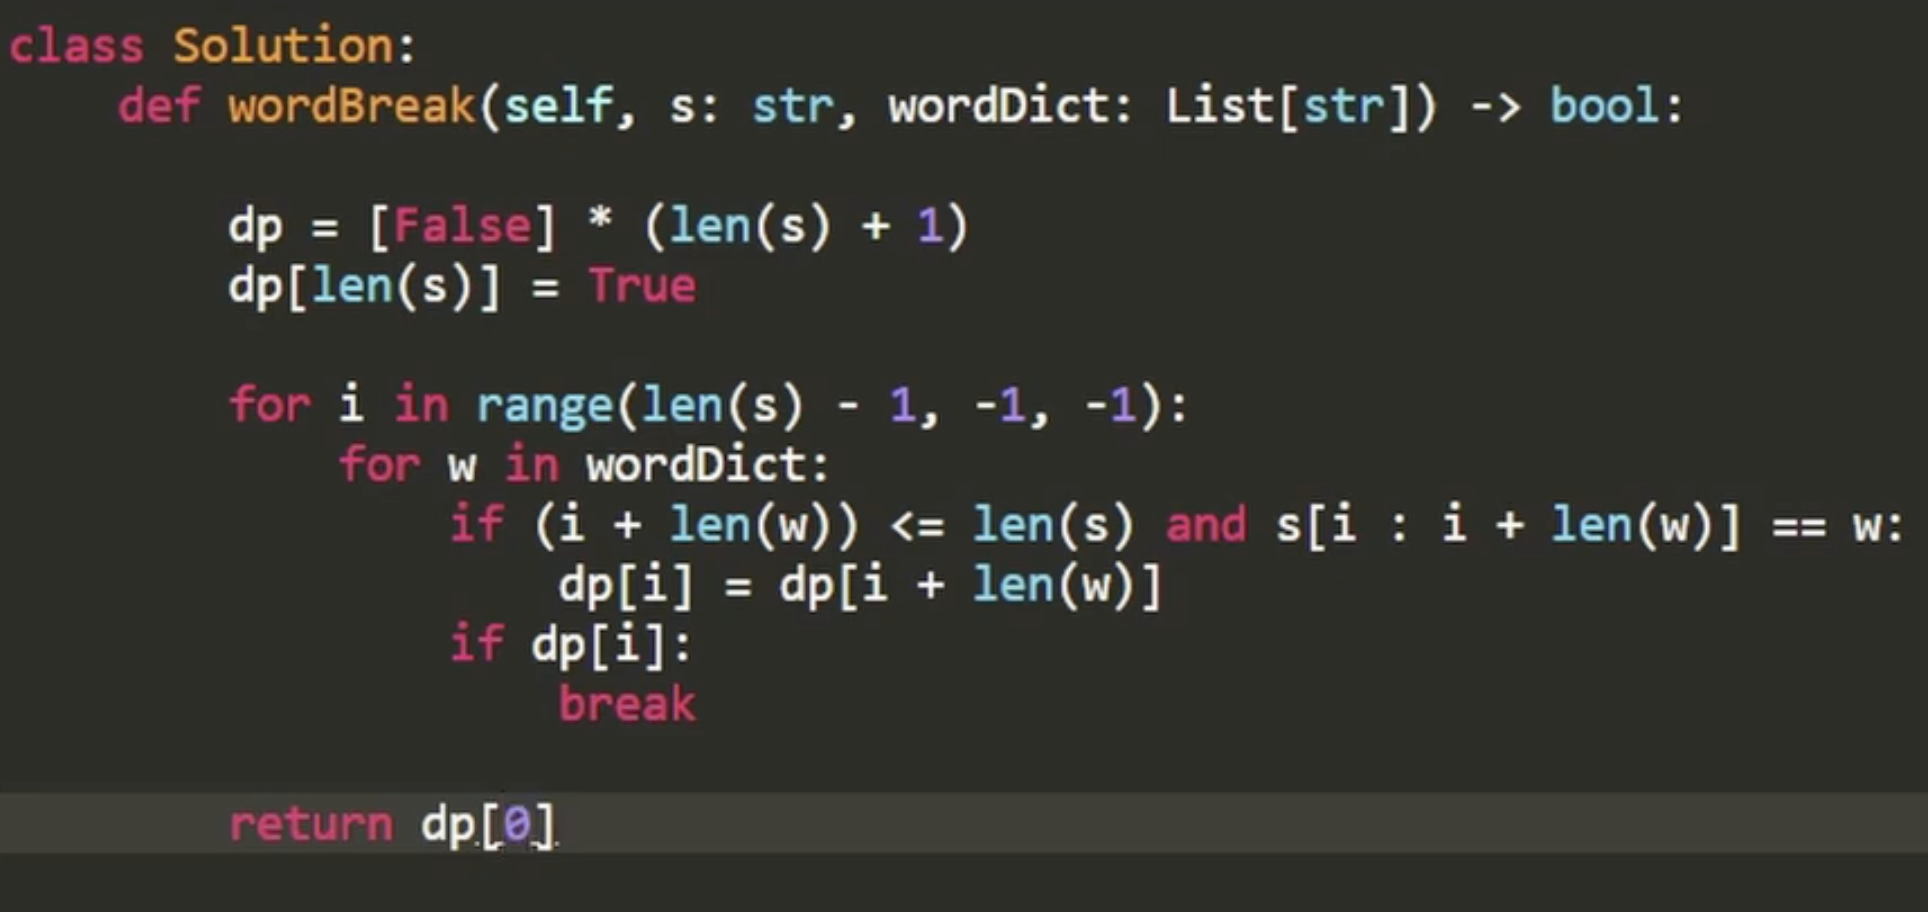 class Solution:
    def wordBreak(self, s: str, wordDict: List[str]) -> bool:
        dp = [False] * (len(s) + 1)
        dp[len(s)] = True
        for i in range(len(s) - 1, -1, -1):
            for w in wordDict:
                if (i + len(w)) <= len(s) and s[i : i + len(w)] == w:
                    dp[i] = dp[i + len(w)]
                if dp[i]:
                    break
        return dp[0]